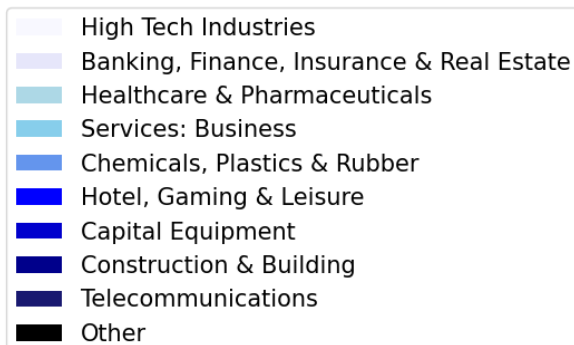 High Tech Industries
Banking, Finance, Insurance & Real Estate
Healthcare & Pharmaceuticals
Services: Business
Chemicals, Plastics & Rubber
Hotel, Gaming & Leisure
Capital Equipment
Construction & Building
Telecommunications
Other